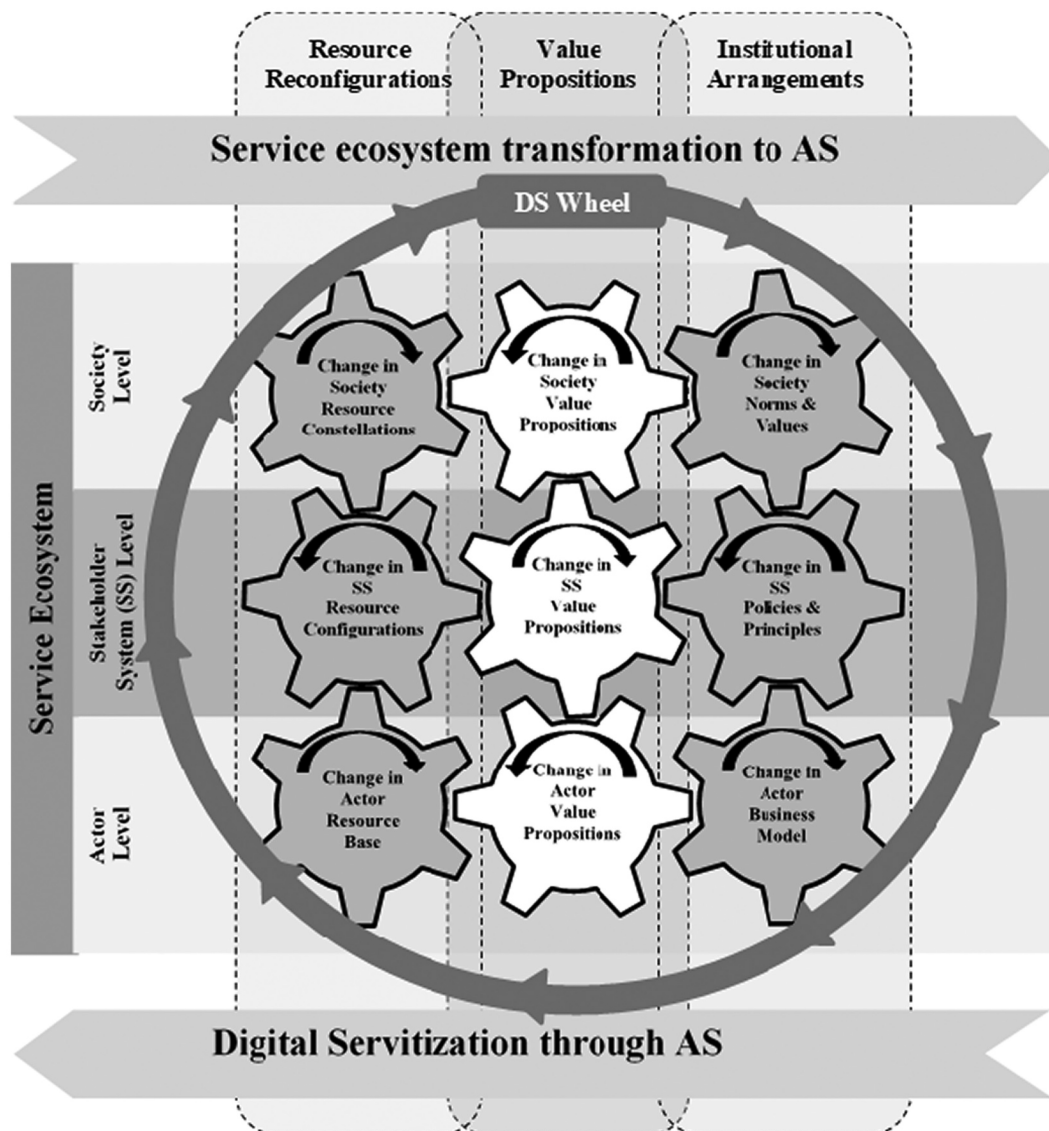 Resource
Reconfigurations
Value
Propositions
Institutional
Arrangements
Service ecosystem transformation to AS
DS Wheel
Service Ecosystem
Society
Level
Change in
Society
Resource
Constellations
Change in
Society
Value
Propositions
Change in
Society
Norms &
Values
Stakeholder
System (SS) Level
Change in
SS
Resource
Configurations
Change in
SS
Value
Propositions
Change in
SS
Policies &
Principles
Actor
Level
Change in
Actor
Resource
Base
Change in
Actor
Value
Propositions
Change in
Actor
Business
Model
Digital Servitization through AS